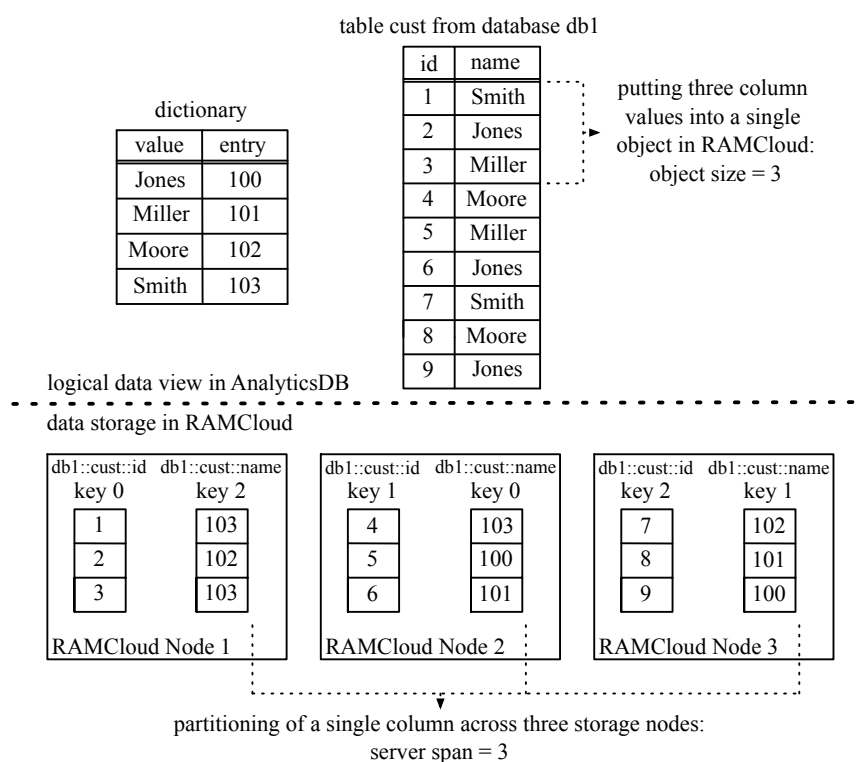 table cust from database db1
id name
1 Smith
2 Jones
3 Miller
4 Moore
5 Miller
6 Jones
7 Smith
8 Moore
9 Jones
putting three column
values into a single
object in RAMCloud:
object size = 3
dictionary
value entry
Jones 100
Miller 101
Moore 102
Smith 103
logical data view in AnalyticsDB
data storage in RAMCloud
db1::cust::id db1::cust::name
key 0 key 2
1 103
2 102
3 103
RAMCloud Node 1
db1::cust::id db1::cust::name
key 1 key 0
4 103
5 100
6 101
RAMCloud Node 2
db1::cust::id db1::cust::name
key 2 key 1
7 102
8 101
9 100
RAMCloud Node 3
partitioning of a single column across three storage nodes:
server span = 3